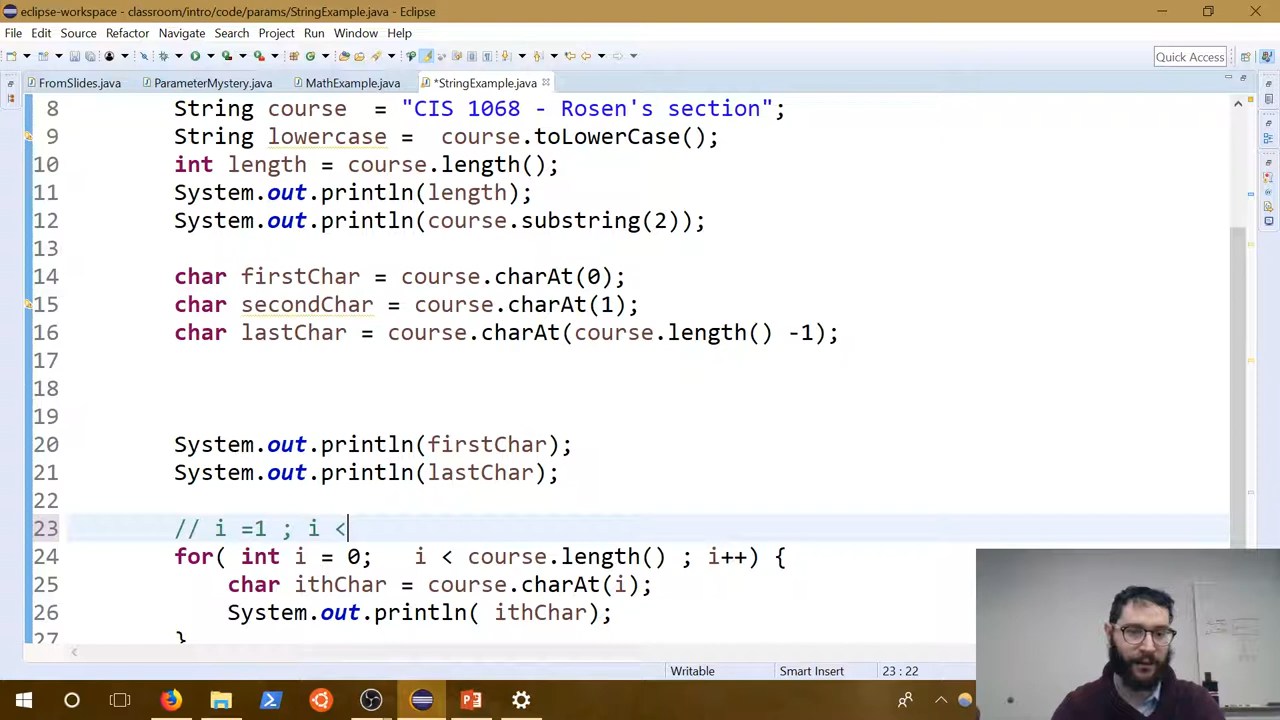 eclipse-workspace - classroom/intro/code/params/StringExample.java - Eclipse
File Edit Source Refactor Navigate Search Project Run Window Help
Quick Access
FromSlides.java ParameterMystery.java MathExample.java *StringExample.java
8 String course = "CIS 1068 - Rosen's section";
9 String lowercase = course.toLowerCase();
10 int length = course.length();
11 System.out.println(length);
12 System.out.println(course.substring(2));
13
14 char firstChar = course.charAt(0);
15 char secondChar = course.charAt(1);
16 char lastChar = course.charAt(course.length() -1);
17
18
19
20 System.out.println(firstChar);
21 System.out.println(lastChar);
22
23 // i =1 ; i <
24 for( int i = 0; i < course.length() ; i++) {
25 char ithChar = course.charAt(i);
26 System.out.println( ithChar);
27 }
Writable Smart Insert 23 : 22